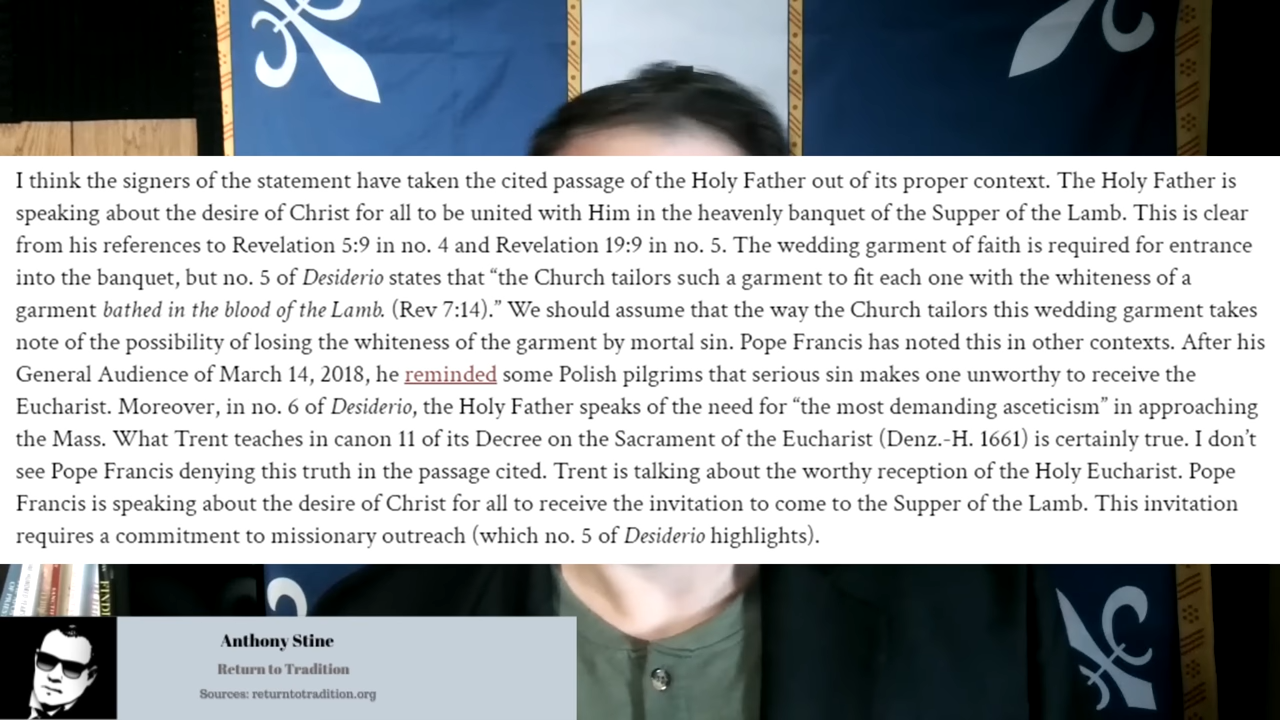 I think the signers of the statement have taken the cited passage of the Holy Father out of its proper context. The Holy Father is
speaking about the desire of Christ for all to be united with Him in the heavenly banquet of the Supper of the Lamb. This is clear
from his references to Revelation 5:9 in no. 4 and Revelation 19:9 in no. 5. The wedding garment of faith is required for entrance
into the banquet, but no. 5 of Desiderio states that “the Church tailors such a garment to fit each one with the whiteness of a
garment bathed in the blood of the Lamb. (Rev 7:14).” We should assume that the way the Church tailors this wedding garment takes
note of the possibility of losing the whiteness of the garment by mortal sin. Pope Francis has noted this in other contexts. After his
General Audience of March 14, 2018, he reminded some Polish pilgrims that serious sin makes one unworthy to receive the
Eucharist. Moreover, in no. 6 of Desiderio, the Holy Father speaks of the need for “the most demanding asceticism” in approaching
the Mass. What Trent teaches in canon 11 of its Decree on the Sacrament of the Eucharist (Denz.-H. 1661) is certainly true. I don’t
see Pope Francis denying this truth in the passage cited. Trent is talking about the worthy reception of the Holy Eucharist. Pope
Francis is speaking about the desire of Christ for all to receive the invitation to come to the Supper of the Lamb. This invitation
requires a commitment to missionary outreach (which no. 5 of Desiderio highlights).
Anthony Stine
Return to Tradition
Sources: returntotradition.org